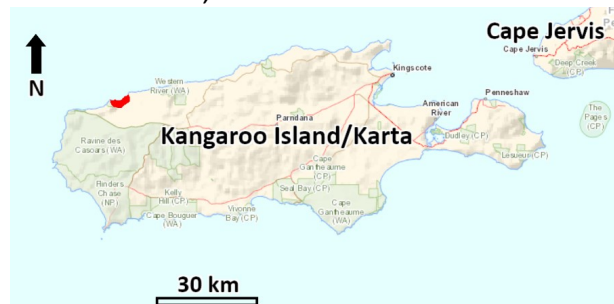 Cape Jervis
Cape Jervis
Deep Creek
(CP)
N
Kingscote
Western
River (WA)
American
River
Penneshaw
The
Pages
(CP)
Parndana
Kangaroo Island/Karta
Dudley (CP)
Ravine des
Casoars (WA)
Lesueur (CP)
Cape
Gantheaume
(CP)
Flinders
Chase
(NP)
Kelly
Hill (CP)
Seal Bay (CP)
Cape Bouguer
(WA)
Vivonne
Bay (CP)
Cape
Gantheaume
(WA)
30 km